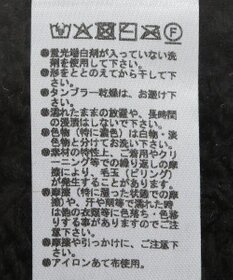 ●蛍光増白剤が入っていない洗
剤を使用して下さい。
●形をととのえてから干して下
さい。
●タンブラー乾燥は、お避け下
さい。
●濡れたままの放置や、長時間
の浸漬はしないで下さい。
●色物（特に濃色）は白物・淡
色物と分けてお洗い下さい。
●素材の特性上、ご着用やクリ
ーニング等での繰り返しの摩
擦により、毛玉（ピリング）
が発生することがあります。
●摩擦（特に湿った状態での摩
擦）や、汗や雨等で濡れた時
は他の衣類等に色落ち・色移
りする事がありますのでご注
意下さい。
●摩擦や引っかけに、ご注意
下さい。
●アイロンあて布使用。